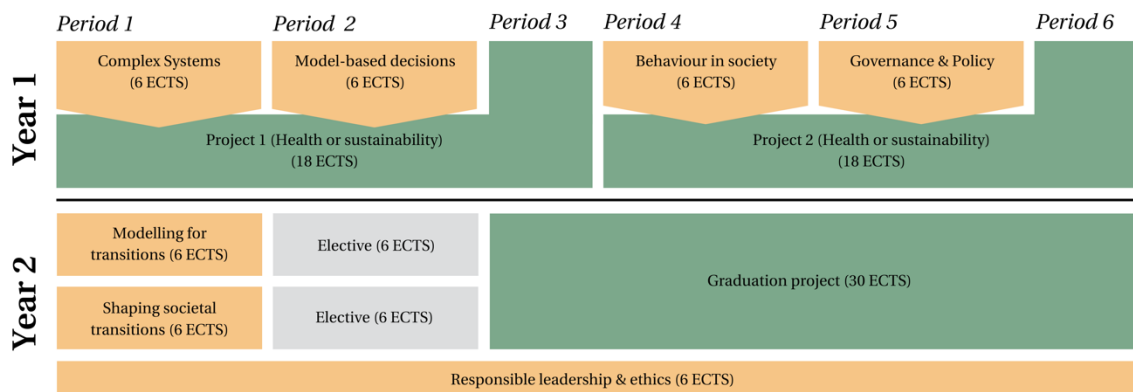 Period 1
Period 2
Period 3
Period 4
Period 5
Period 6
Year 1
Complex Systems
(6 ECTS)
Model-based decisions
(6 ECTS)
Behaviour in society
(6 ECTS)
Governance & Policy
(6 ECTS)
Project 1 (Health or sustainability)
(18 ECTS)
Project 2 (Health or sustainability)
(18 ECTS)
Year 2
Modelling for
transitions (6 ECTS)
Elective (6 ECTS)
Graduation project (30 ECTS)
Shaping societal
transitions (6 ECTS)
Elective (6 ECTS)
Responsible leadership & ethics (6 ECTS)